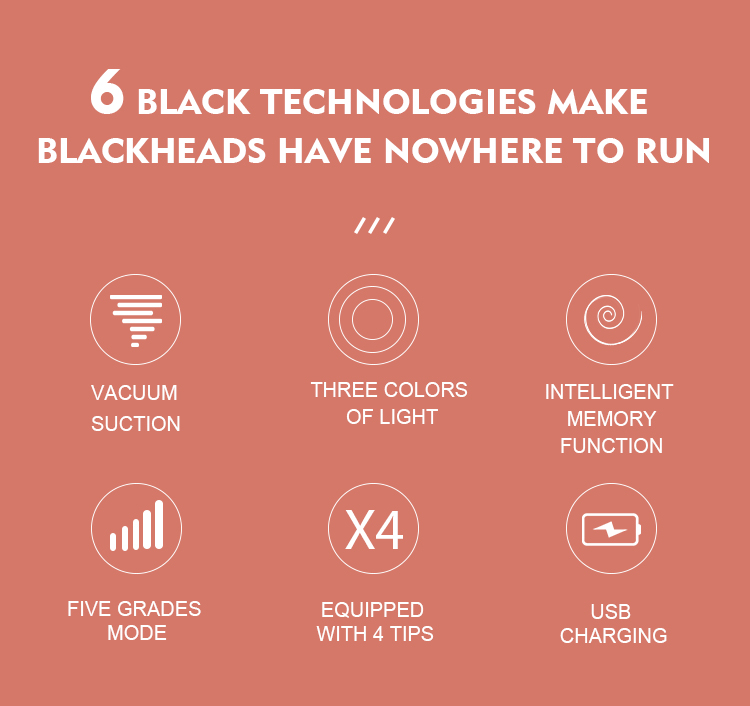 6 BLACK TECHNOLOGIES MAKE
BLACKHEADS HAVE NOWHERE TO RUN
VACUUM
SUCTION
THREE COLORS
OF LIGHT
INTELLIGENT
MEMORY
FUNCTION
FIVE GRADES
MODE
X4
EQUIPPED
WITH 4 TIPS
USB
CHARGING